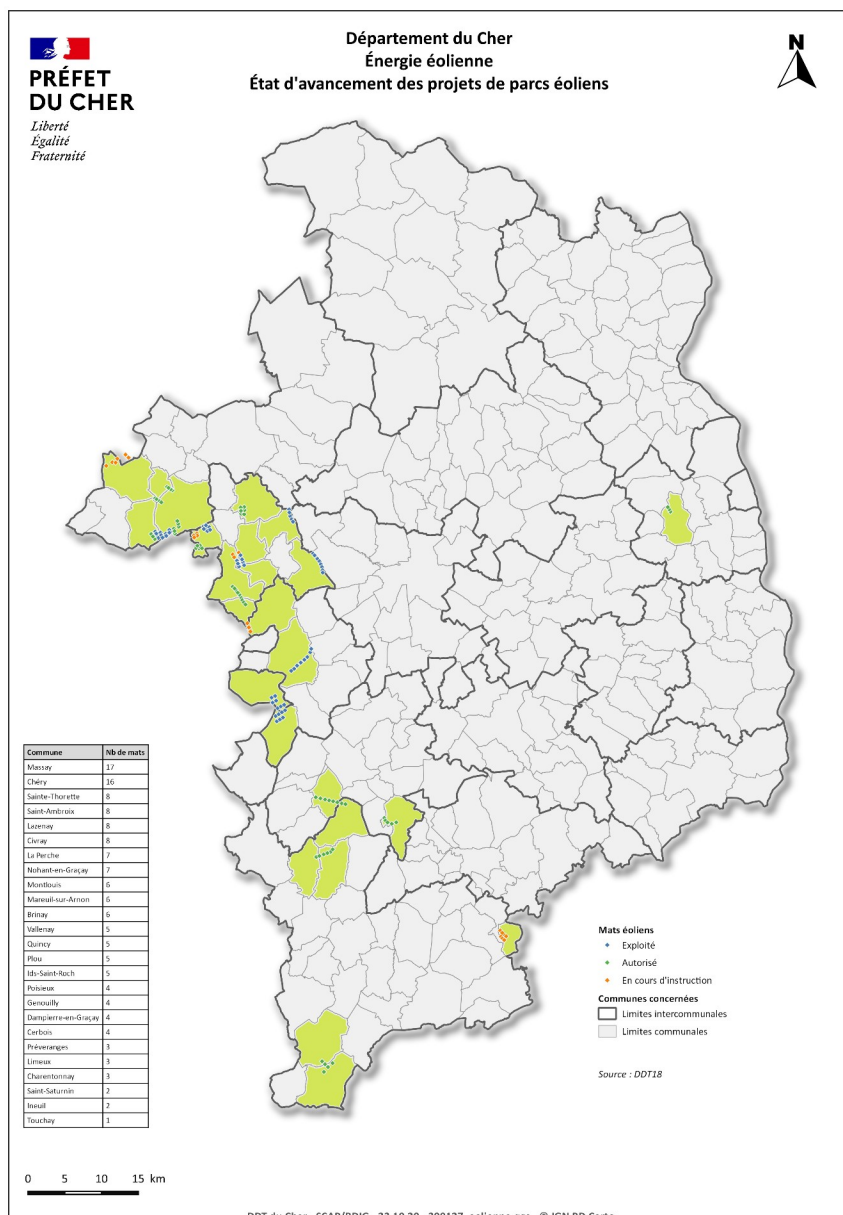 PRÉFET
DU CHER
Liberté
Égalité
Fraternité
Département du Cher
Énergie éolienne
État d'avancement des projets de parcs éoliens
N
Commune Nb de mats
Massay 17
Chéry 16
Sainte-Thorette 8
Saint-Ambroix 8
Lazenay 8
Civray 8
La Perche 7
Nohant-en-Graçay 7
Montlouis 6
Mareuil-sur-Arnon 6
Brinay 6
Vallenay 5
Quincy 5
Plou 5
Ids-Saint-Roch 5
Poisieux 4
Genouilly 4
Dampierre-en-Graçay 4
Cerbois 4
Préveranges 3
Limeux 3
Charentonnay 3
Saint-Saturnin 2
Ineuil 2
Touchay 1
Mats éoliens
Exploité
Autorisé
En cours d'instruction
Communes concernées
Limites intercommunales
Limites communales
Source : DDT18
0 5 10 15 km